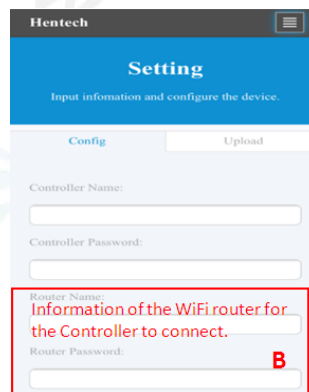 Hentech
Setting
Input infomation and configure the device.
Config Upload
Controller Name:
Controller Password:
Router Name:
Information of the WiFi router for
the Controller to connect.
Router Password:
B